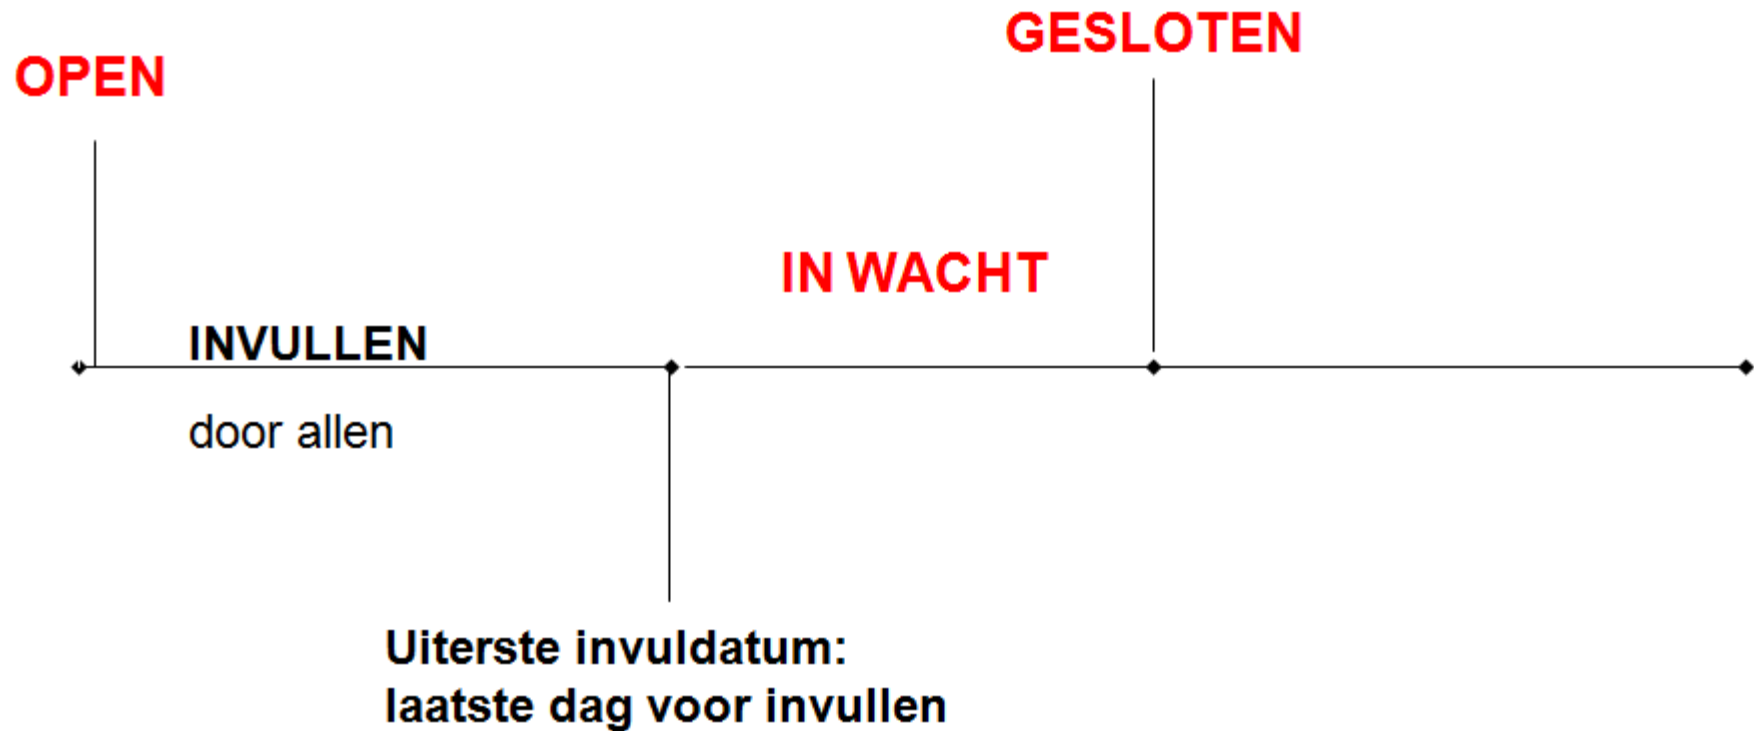 GESLOTEN
OPEN
IN WACHT
INVULLEN
door allen
Uiterste invuldatum:
laatste dag voor invullen